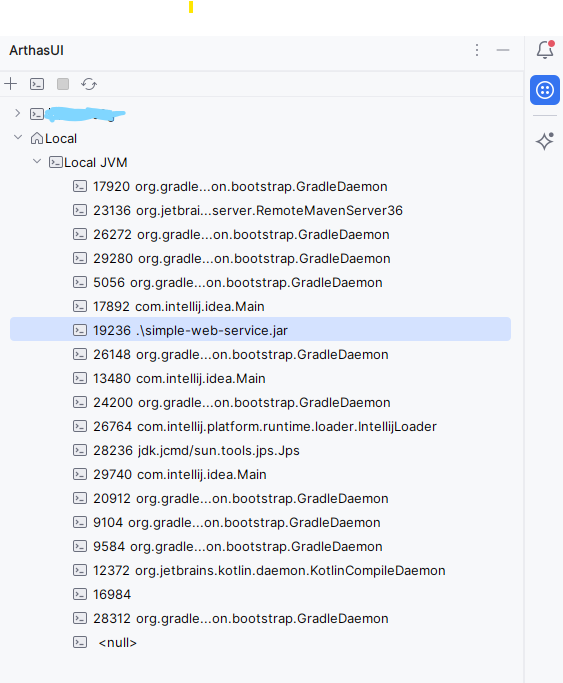 ArthasUI
Local
Local JVM
17920 org.gradle...on.bootstrap.GradleDaemon
23136 org.jetbrai...server.RemoteMavenServer36
26272 org.gradle...on.bootstrap.GradleDaemon
29280 org.gradle...on.bootstrap.GradleDaemon
5056 org.gradle...on.bootstrap.GradleDaemon
17892 com.intellij.idea.Main
19236 .\simple-web-service.jar
26148 org.gradle...on.bootstrap.GradleDaemon
13480 com.intellij.idea.Main
24200 org.gradle...on.bootstrap.GradleDaemon
26764 com.intellij.platform.runtime.loader.IntellijLoader
28236 jdk.jcmd/sun.tools.jps.Jps
29740 com.intellij.idea.Main
20912 org.gradle...on.bootstrap.GradleDaemon
9104 org.gradle...on.bootstrap.GradleDaemon
9584 org.gradle...on.bootstrap.GradleDaemon
12372 org.jetbrains.kotlin.daemon.KotlinCompileDaemon
16984
28312 org.gradle...on.bootstrap.GradleDaemon
<null>